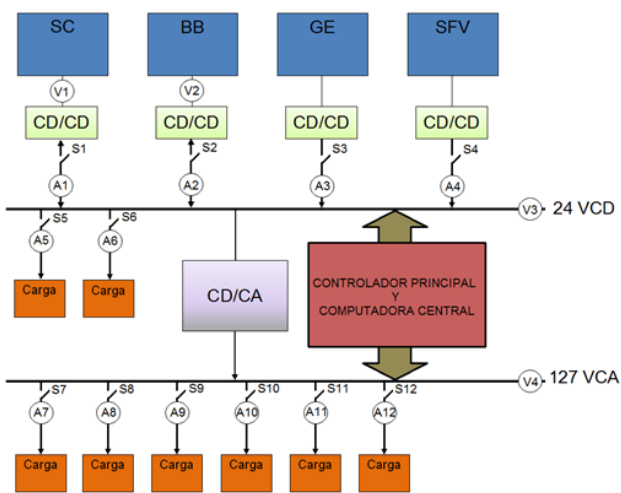 SC BB GE SFV
V1 V2
CD/CD CD/CD CD/CD CD/CD
S1 S2 S3 S4
A1 A2 A3 A4
V3 24 VCD
S5 S6
A5 A6
Carga Carga
CD/CA
CONTROLADOR PRINCIPAL
Y
COMPUTADORA CENTRAL
V4 127 VCA
S7 S8 S9 S10 S11 S12
A7 A8 A9 A10 A11 A12
Carga Carga Carga Carga Carga Carga